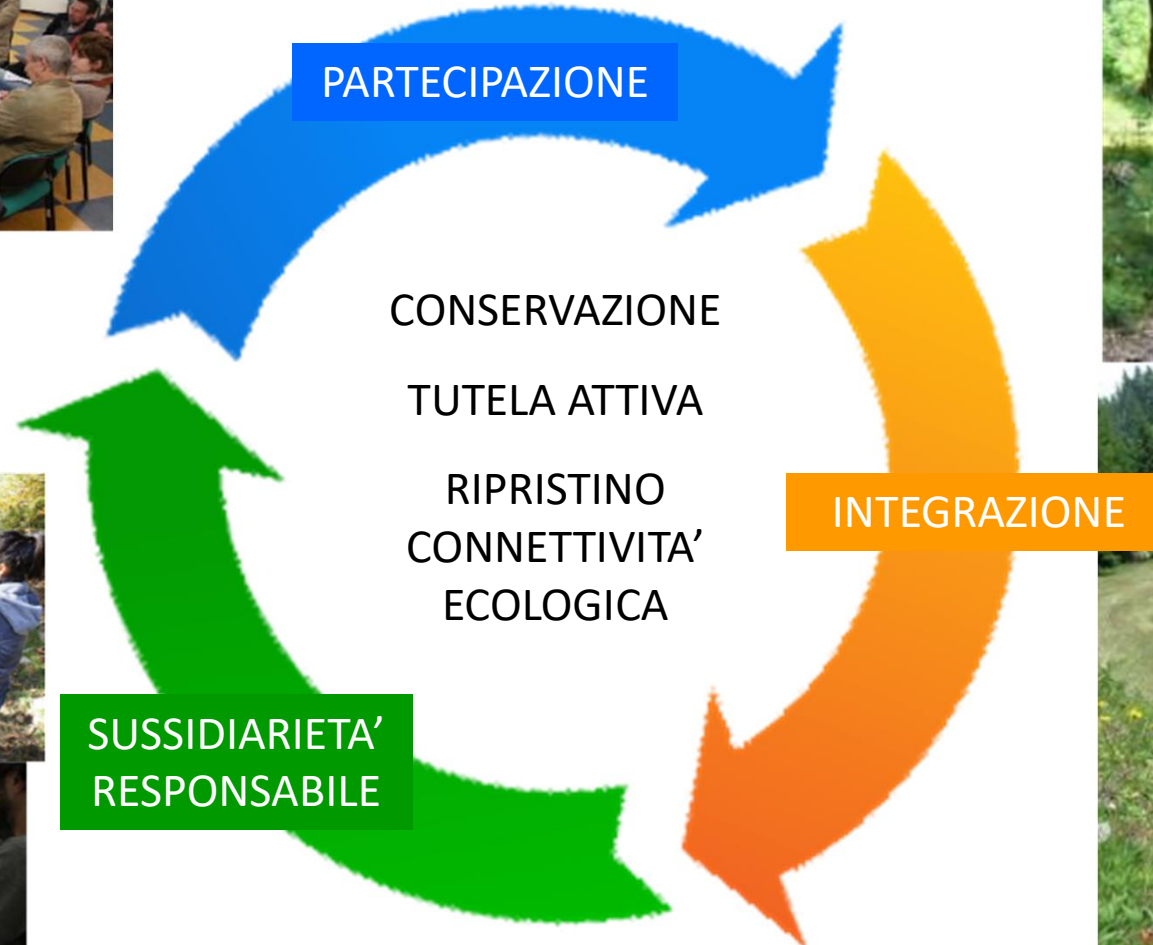 PARTECIPAZIONE
CONSERVAZIONE
TUTELA ATTIVA
RIPRISTINO
CONNETTIVITA’
ECOLOGICA
INTEGRAZIONE
SUSSIDIARIETA’
RESPONSABILE